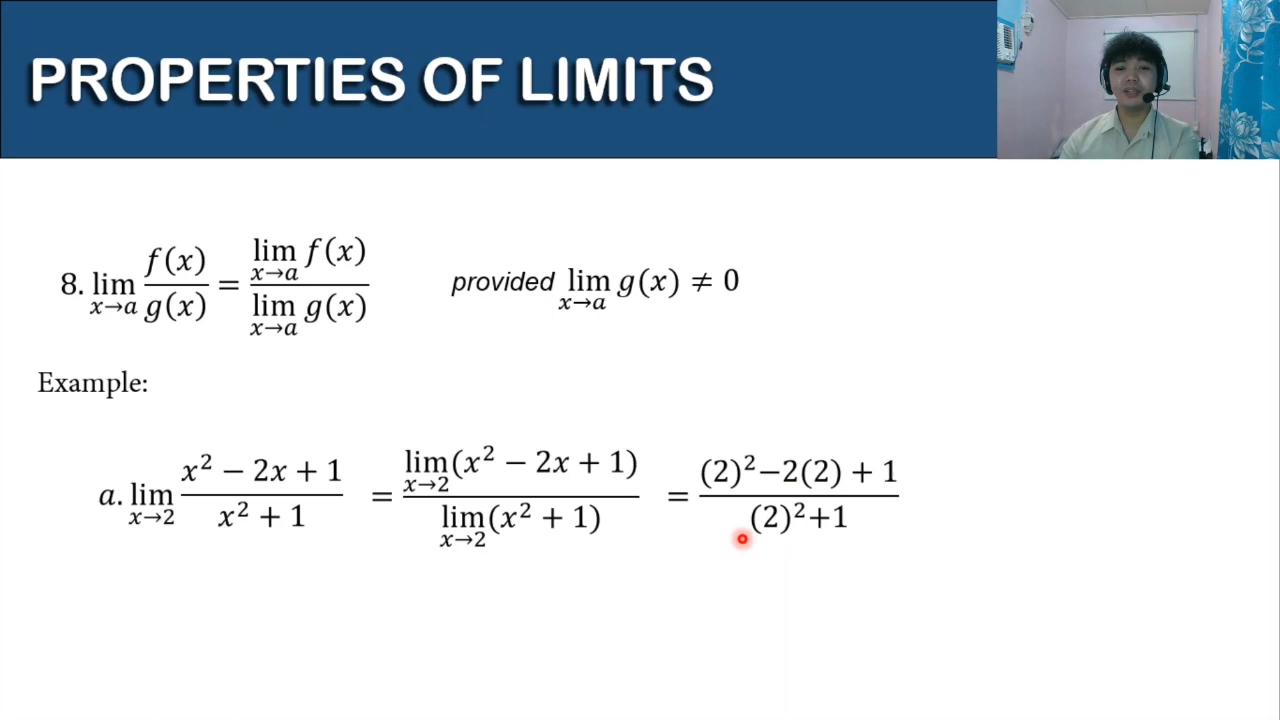 PROPERTIES OF LIMITS
8. lim_{x→a} f(x)/g(x) = lim_{x→a} f(x) / lim_{x→a} g(x) provided lim_{x→a} g(x) ≠ 0
Example:
a. lim_{x→2} (x² − 2x + 1)/(x² + 1) = lim_{x→2}(x² − 2x + 1) / lim_{x→2}(x² + 1) = ((2)²−2(2) + 1)/((2)²+1)